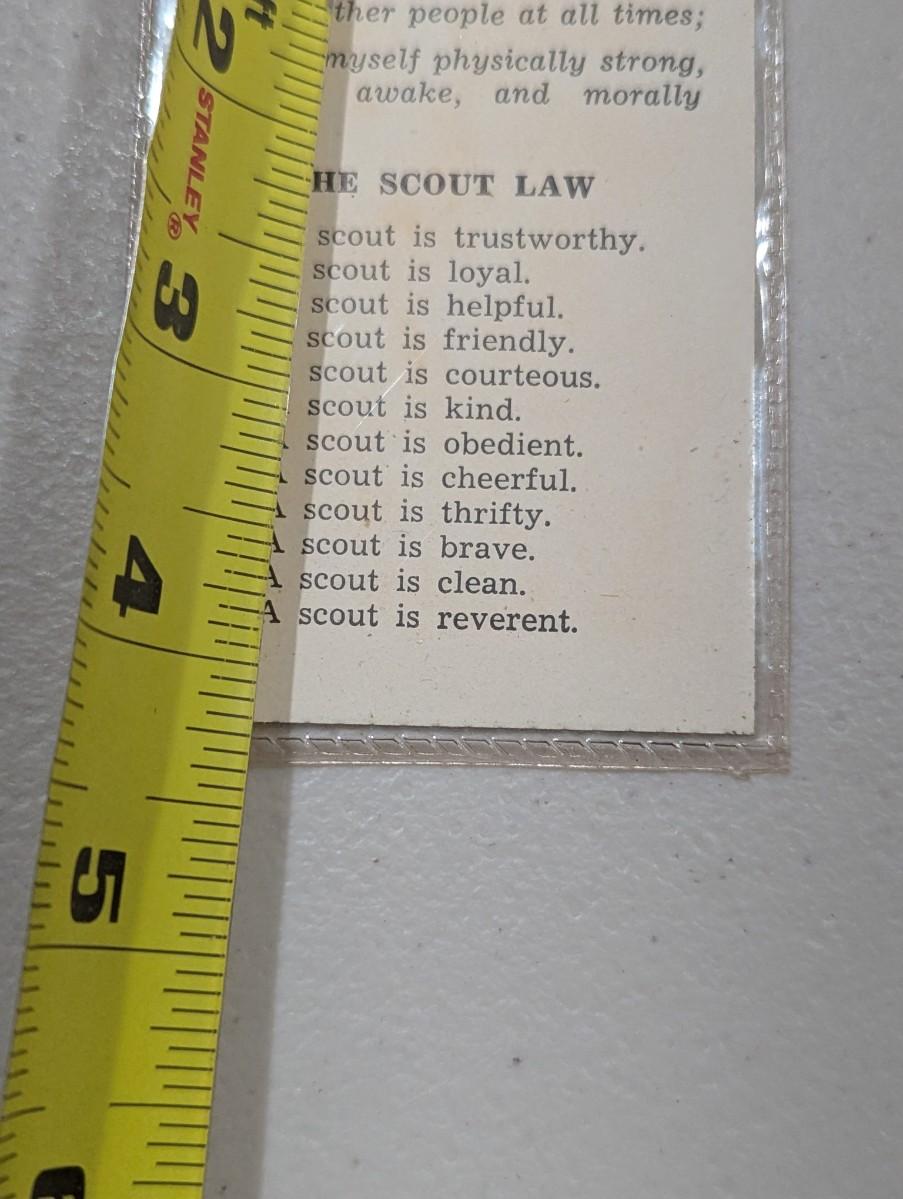 ft
2
STANLEY®
3
4
5
ther people at all times;
myself physically strong,
awake, and morally
HE SCOUT LAW
scout is trustworthy.
scout is loyal.
scout is helpful.
scout is friendly.
scout is courteous.
scout is kind.
scout is obedient.
A scout is cheerful.
A scout is thrifty.
A scout is brave.
A scout is clean.
A scout is reverent.